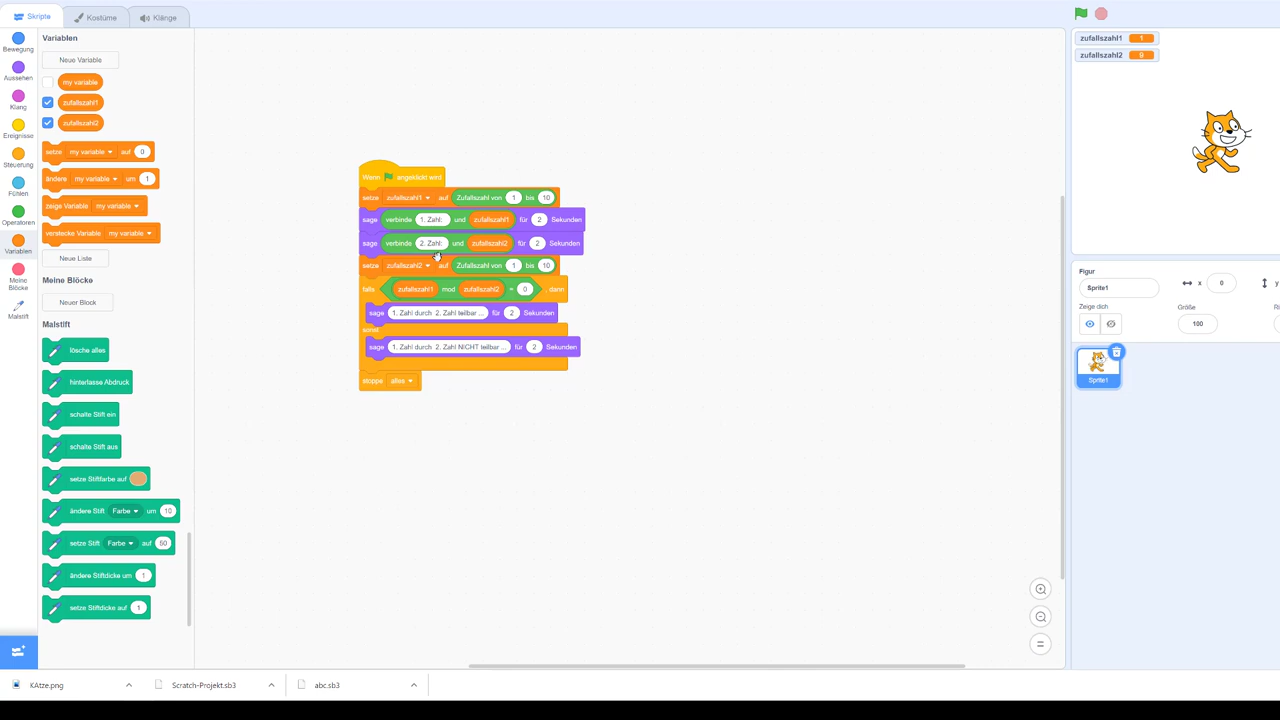 Skripte
Kostüme
Klänge
Bewegung
Aussehen
Klang
Ereignisse
Steuerung
Fühlen
Operatoren
Variablen
Meine
Blöcke
Malstift
Variablen
Neue Variable
my variable
zufallszahl1
zufallszahl2
setze my variable auf 0
ändere my variable um 1
zeige Variable my variable
verstecke Variable my variable
Neue Liste
Meine Blöcke
Neuer Block
Malstift
lösche alles
hinterlasse Abdruck
schalte Stift ein
schalte Stift aus
setze Stiftfarbe auf
ändere Stift Farbe um 10
setze Stift Farbe auf 50
ändere Stiftdicke um 1
setze Stiftdicke auf 1
Wenn angeklickt wird
setze zufallszahl1 auf Zufallszahl von 1 bis 10
sage verbinde 1. Zahl: und zufallszahl1 für 2 Sekunden
sage verbinde 2. Zahl: und zufallszahl2 für 2 Sekunden
setze zufallszahl2 auf Zufallszahl von 1 bis 10
falls zufallszahl1 mod zufallszahl2 = 0 , dann
sage 1. Zahl durch 2. Zahl teilbar ... für 2 Sekunden
sonst
sage 1. Zahl durch 2. Zahl NICHT teilbar ... für 2 Sekunden
stoppe alles
zufallszahl1 1
zufallszahl2 9
Figur
Sprite1
x 0
y
Zeige dich
Größe
100
Sprite1
KAtze.png
Scratch-Projekt.sb3
abc.sb3